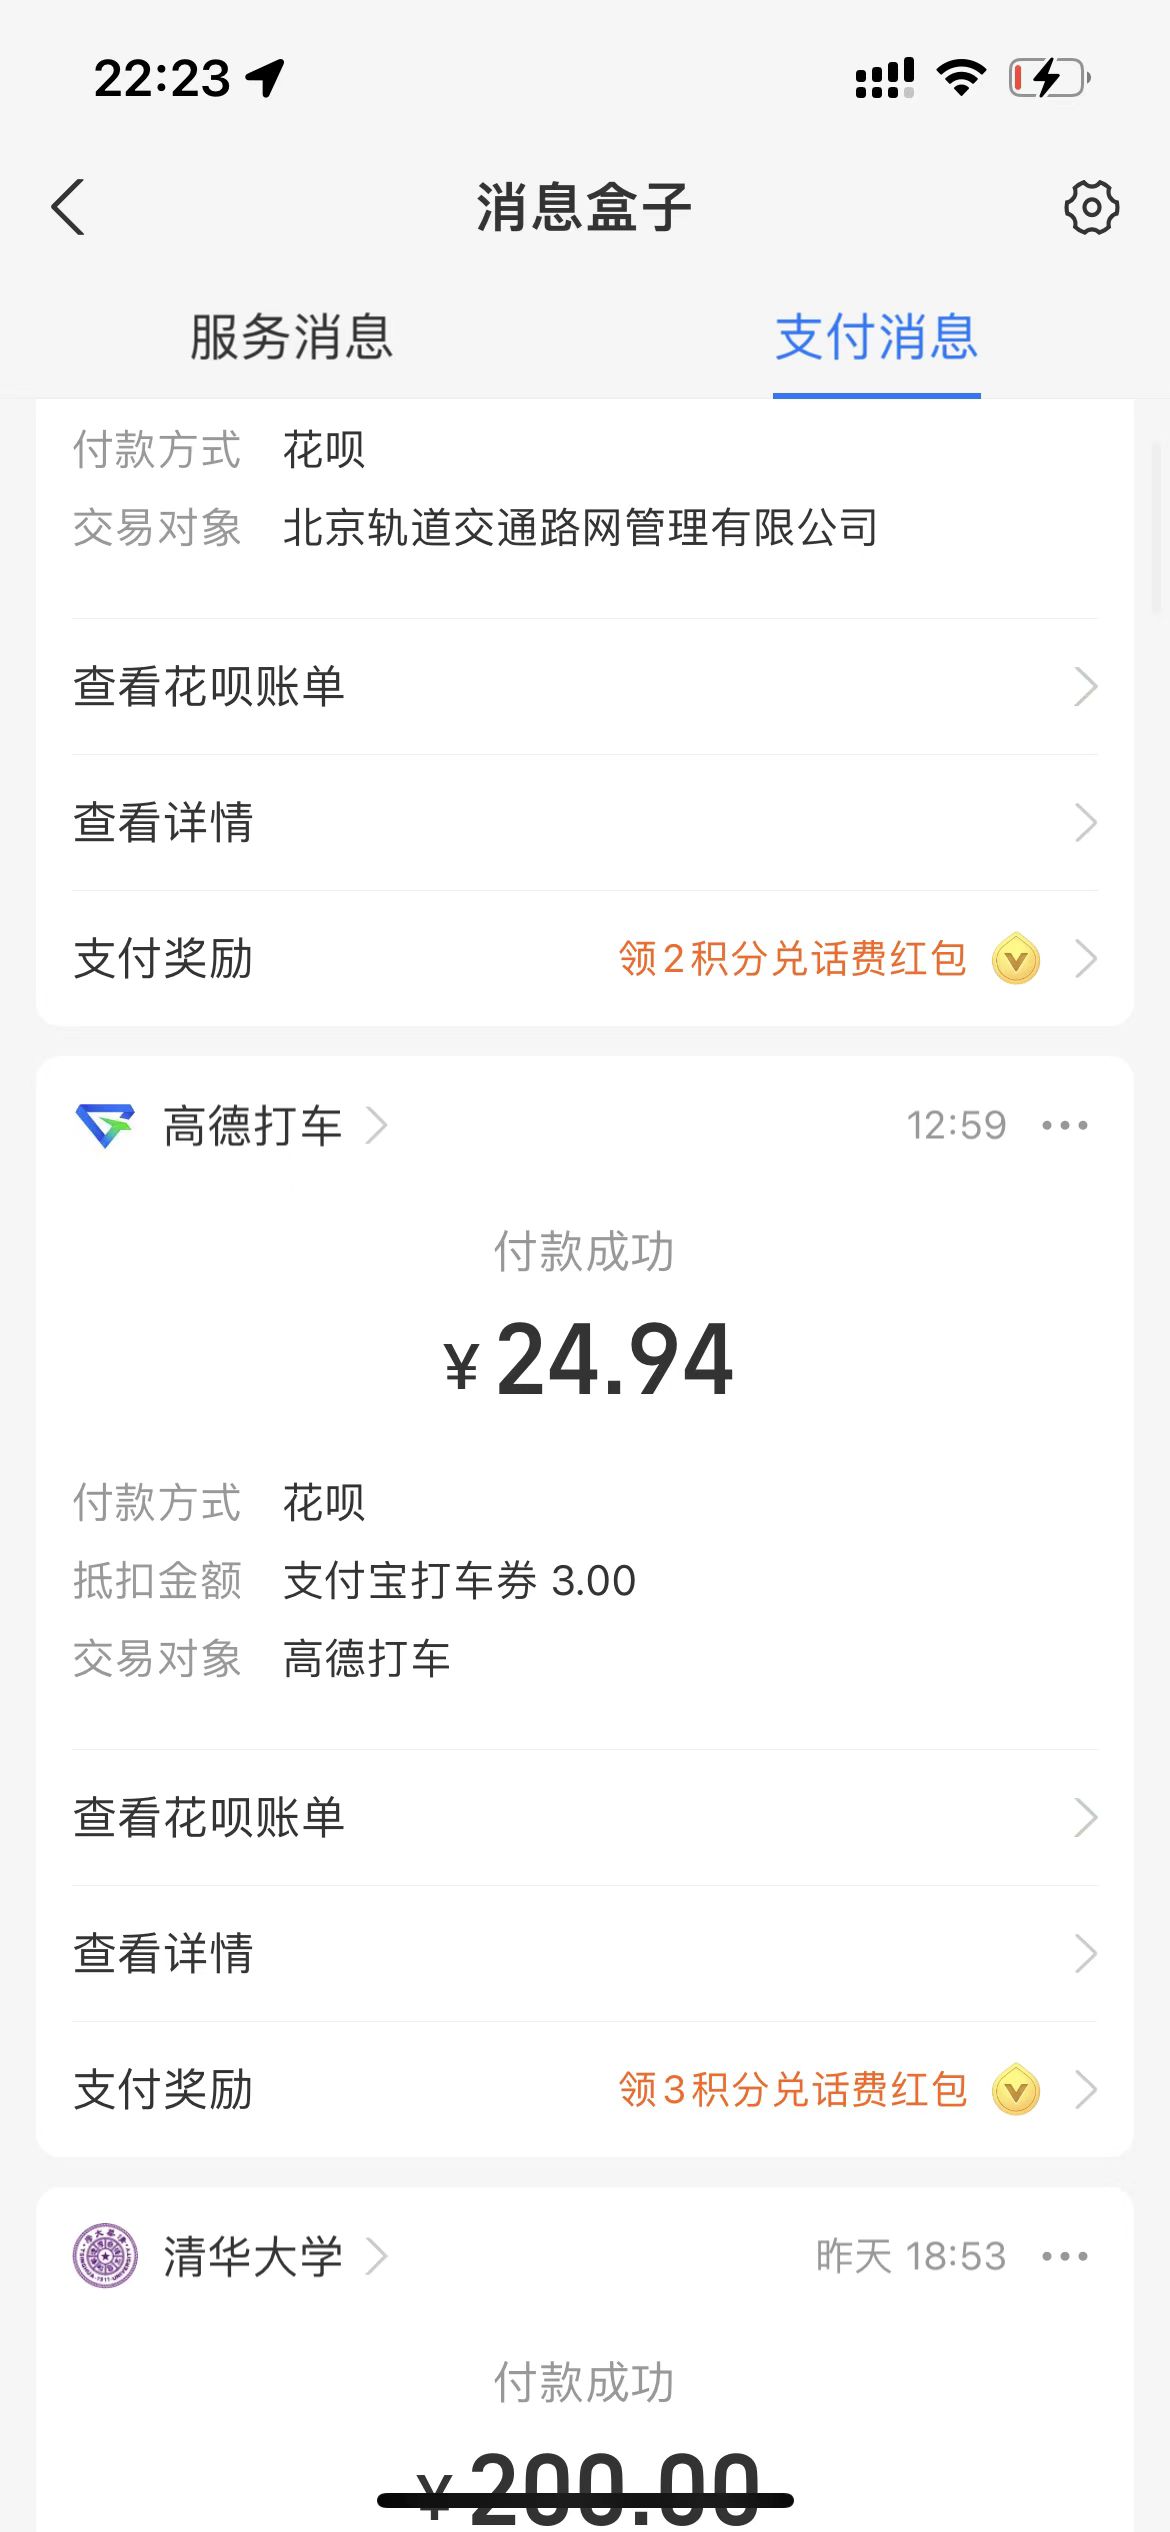 22:23
消息盒子
服务消息 支付消息
付款方式 花呗
交易对象 北京轨道交通路网管理有限公司
查看花呗账单
查看详情
支付奖励 领2积分兑话费红包
高德打车 12:59
付款成功
¥24.94
付款方式 花呗
抵扣金额 支付宝打车券 3.00
交易对象 高德打车
查看花呗账单
查看详情
支付奖励 领3积分兑话费红包
清华大学 昨天 18:53
付款成功
¥200.00